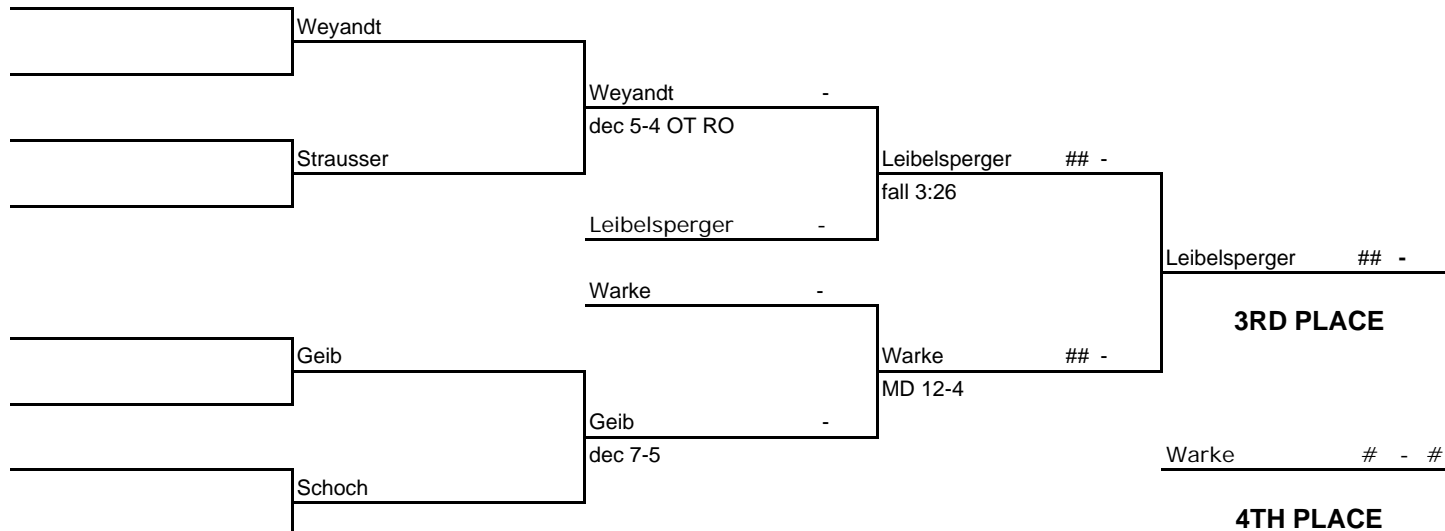 Weyandt
Weyandt -
dec 5-4 OT RO
Strausser
Leibelsperger ## -
fall 3:26
Leibelsperger -
Leibelsperger ## -
Warke -
3RD PLACE
Geib
Warke ## -
MD 12-4
Geib -
dec 7-5
Warke # - #
Schoch
4TH PLACE